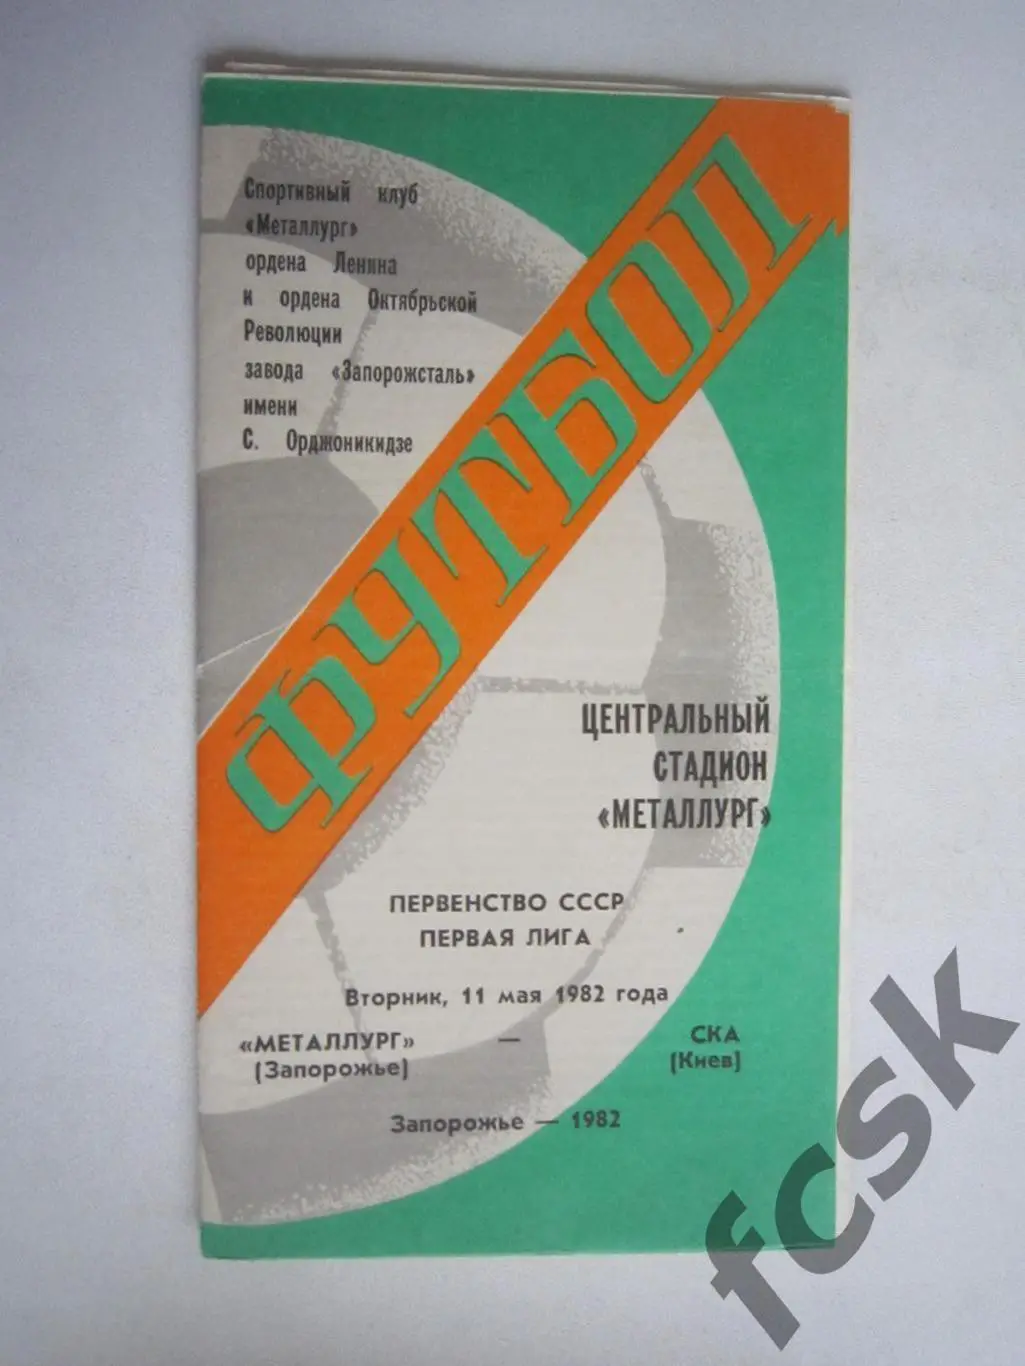 Спортивный клуб
«Металлург»
ордена Ленина
и ордена Октябрьской
Революции
завода «Запорожсталь»
имени
С. Орджоникидзе
ФУТБОЛ
ЦЕНТРАЛЬНЫЙ
СТАДИОН
«МЕТАЛЛУРГ»
ПЕРВЕНСТВО СССР
ПЕРВАЯ ЛИГА
Вторник, 11 мая 1982 года
«МЕТАЛЛУРГ» — СКА
(Запорожье) (Киев)
Запорожье — 1982
fcsk